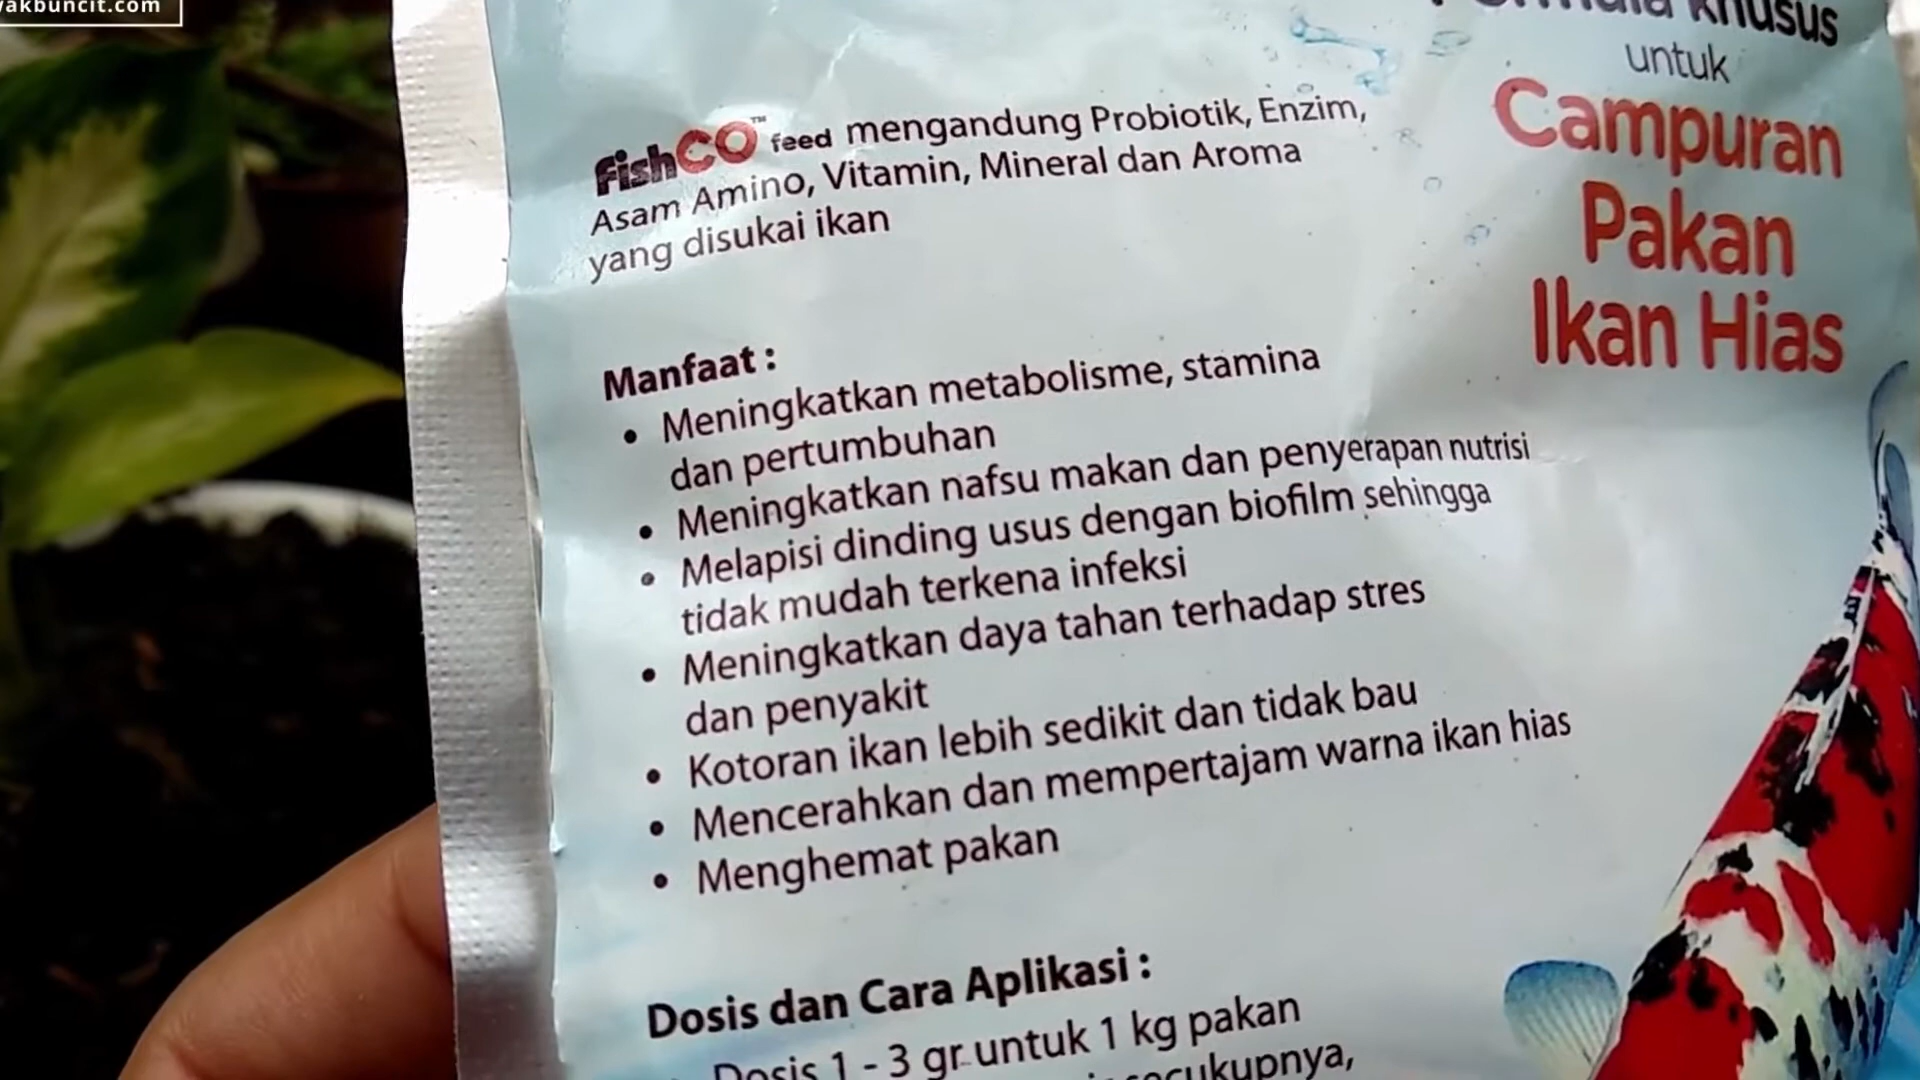 akbuncit.com
khusus
untuk
Campuran
Pakan
Ikan Hias
fishCO™ feed mengandung Probiotik, Enzim,
Asam Amino, Vitamin, Mineral dan Aroma
yang disukai ikan
Manfaat :
• Meningkatkan metabolisme, stamina
dan pertumbuhan
• Meningkatkan nafsu makan dan penyerapan nutrisi
• Melapisi dinding usus dengan biofilm sehingga
tidak mudah terkena infeksi
• Meningkatkan daya tahan terhadap stres
dan penyakit
• Kotoran ikan lebih sedikit dan tidak bau
• Mencerahkan dan mempertajam warna ikan hias
• Menghemat pakan
Dosis dan Cara Aplikasi :
Dosis 1 - 3 gr untuk 1 kg pakan
secukupnya,